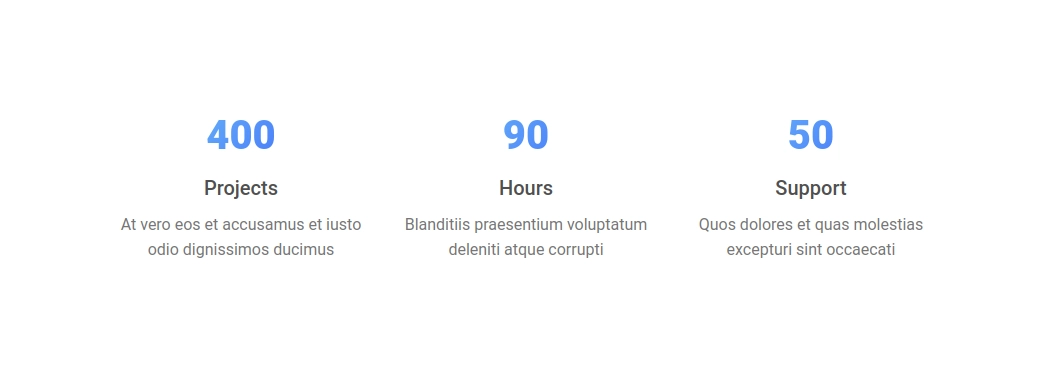 400
Projects
At vero eos et accusamus et iusto
odio dignissimos ducimus
90
Hours
Blanditiis praesentium voluptatum
deleniti atque corrupti
50
Support
Quos dolores et quas molestias
excepturi sint occaecati